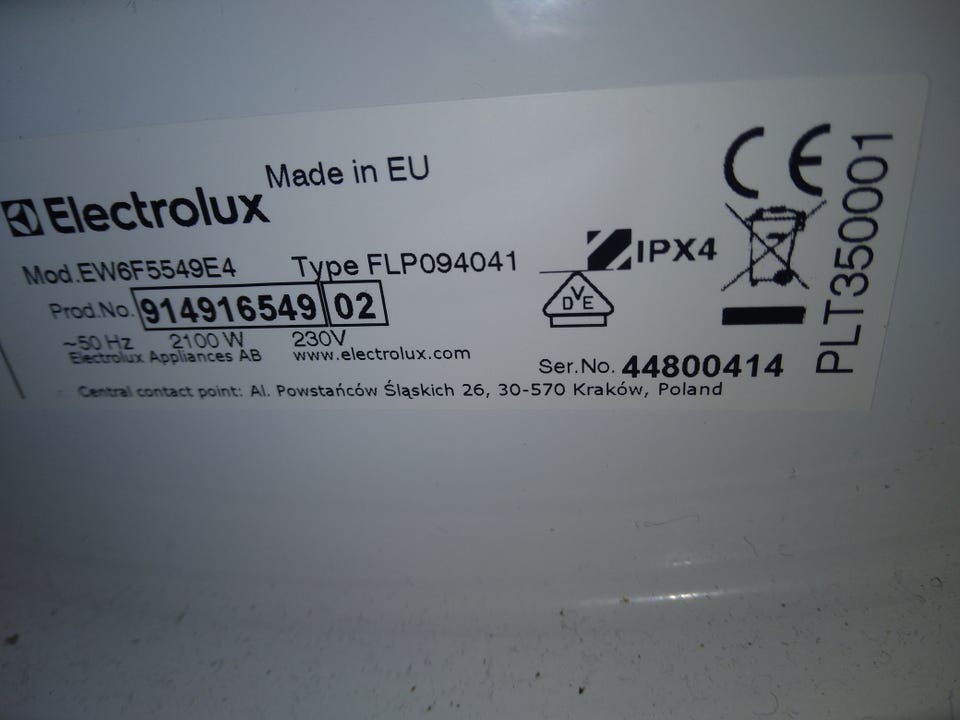 Made in EU
Electrolux
Mod.EW6F5549E4 Type FLP094041
Prod.No. 914916549 02
~50 Hz 2100 W 230V
Electrolux Appliances AB www.electrolux.com
Central contact point: Al. Powstańców Śląskich 26, 30-570 Kraków, Poland
DVE
IPX4
CE
Ser.No. 44800414
PLT350001